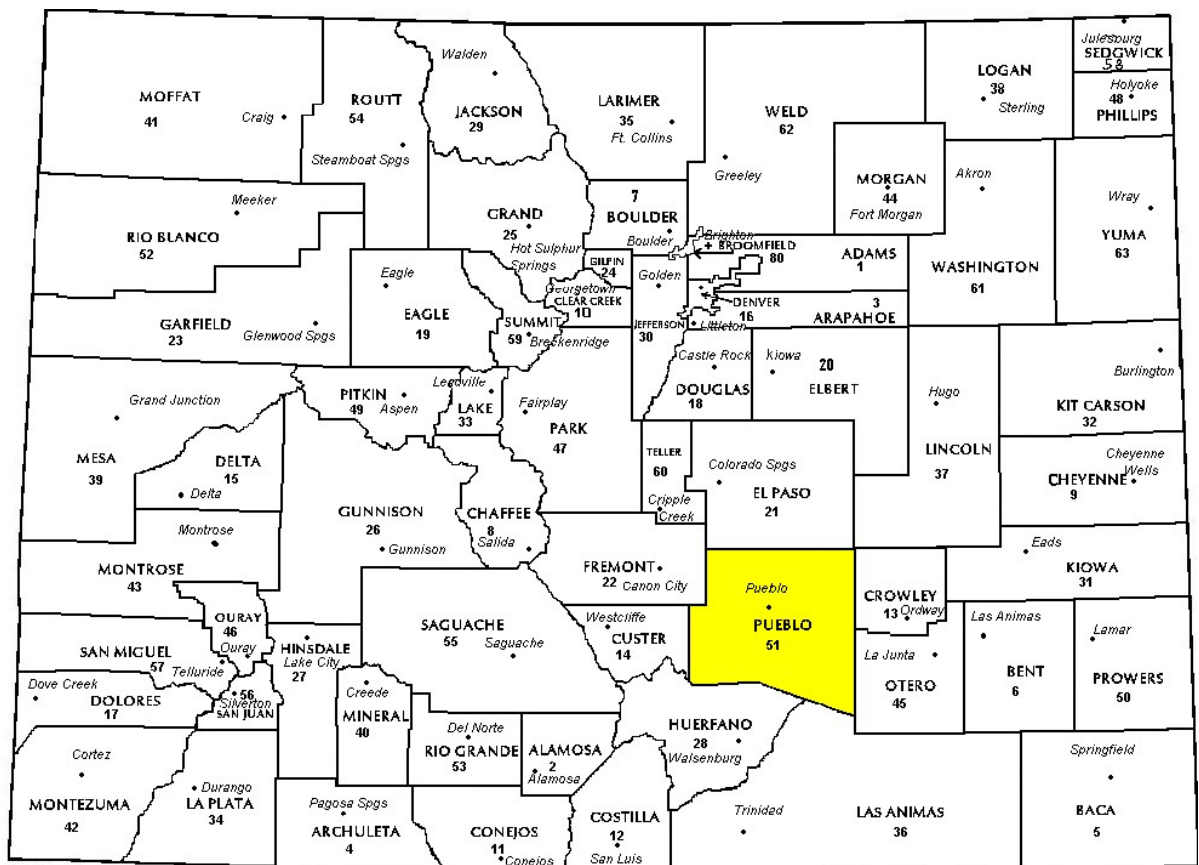 Walden
JACKSON
29
MOFFAT
41
Craig
ROUTT
54
Steamboat Spgs
LARIMER
35
Ft. Collins
WELD
62
Greeley
LOGAN
38
Sterling
Julesburg
SEDGWICK
58
Holyoke
48
PHILLIPS
MORGAN
44
Fort Morgan
Akron
WASHINGTON
61
Wray
YUMA
63
Meeker
RIO BLANCO
52
GRAND
25
Hot Sulphur
Springs
7
BOULDER
Boulder
Brighton
+ BROOMFIELD
80
ADAMS
1
GILPIN
24
Georgetown
CLEAR CREEK
10
Golden
JEFFERSON
30
DENVER
16
Littleton
3
ARAPAHOE
GARFIELD
23
Glenwood Spgs
Eagle
EAGLE
19
SUMMIT
59
Breckenridge
Castle Rock
DOUGLAS
18
Kiowa
20
ELBERT
Hugo
LINCOLN
37
Burlington
KIT CARSON
32
Grand Junction
MESA
39
DELTA
15
Delta
PITKIN
49
Aspen
Leadville
LAKE
33
Fairplay
PARK
47
TELLER
60
Cripple
Creek
Colorado Spgs
EL PASO
21
Cheyenne
Wells
CHEYENNE
9
GUNNISON
26
Gunnison
CHAFFEE
8
Salida
Montrose
MONTROSE
43
FREMONT
22
Canon City
Pueblo
PUEBLO
51
CROWLEY
13
Ordway
Eads
KIOWA
31
OURAY
46
Ouray
SAN MIGUEL
57
Telluride
HINSDALE
Lake City
27
SAGUACHE
55
Saguache
Westcliffe
CUSTER
14
La Junta
OTERO
45
Las Animas
BENT
6
Lamar
PROWERS
50
Dove Creek
DOLORES
17
56
Silverton
SAN JUAN
Creede
MINERAL
40
Del Norte
RIO GRANDE
53
ALAMOSA
2
Alamosa
HUERFANO
28
Walsenburg
Cortez
MONTEZUMA
42
Durango
LA PLATA
34
Pagosa Spgs
ARCHULETA
4
CONEJOS
11
Conejos
COSTILLA
12
San Luis
Trinidad
LAS ANIMAS
36
Springfield
BACA
5